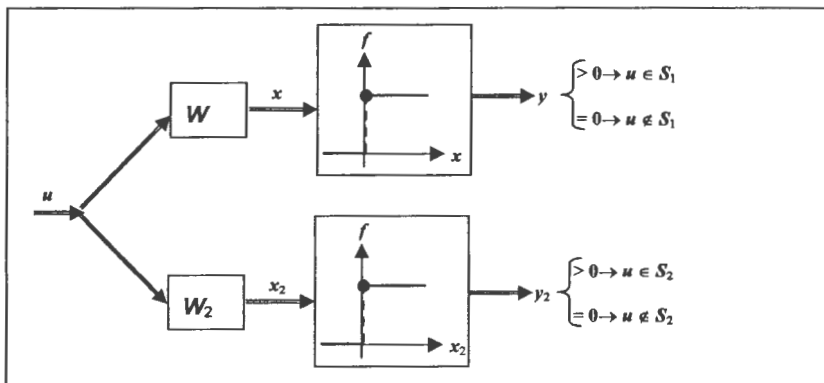 f
x
y
> 0→ u ∈ S₁
W
= 0→ u ∉ S₁
x
u
f
x₂
y₂
> 0→ u ∈ S₂
W₂
= 0→ u ∉ S₂
x₂